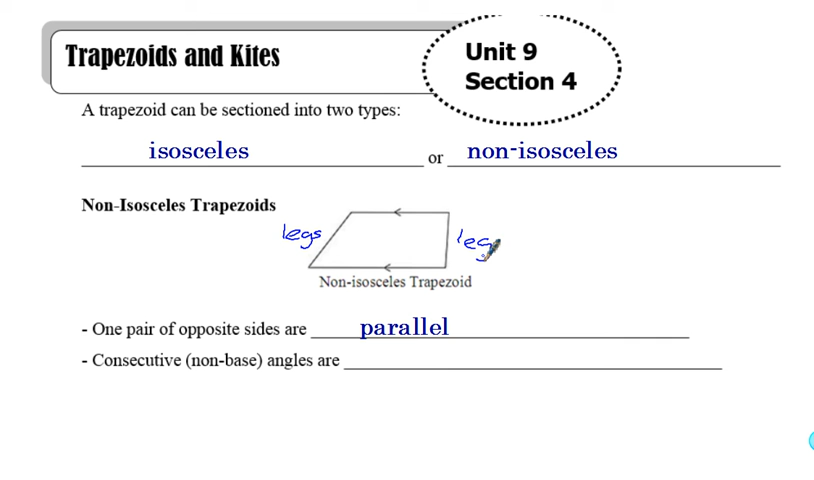 Trapezoids and Kites
Unit 9
Section 4
A trapezoid can be sectioned into two types:
isosceles or non-isosceles
Non-Isosceles Trapezoids
legs
leg
Non-isosceles Trapezoid
- One pair of opposite sides are parallel
- Consecutive (non-base) angles are